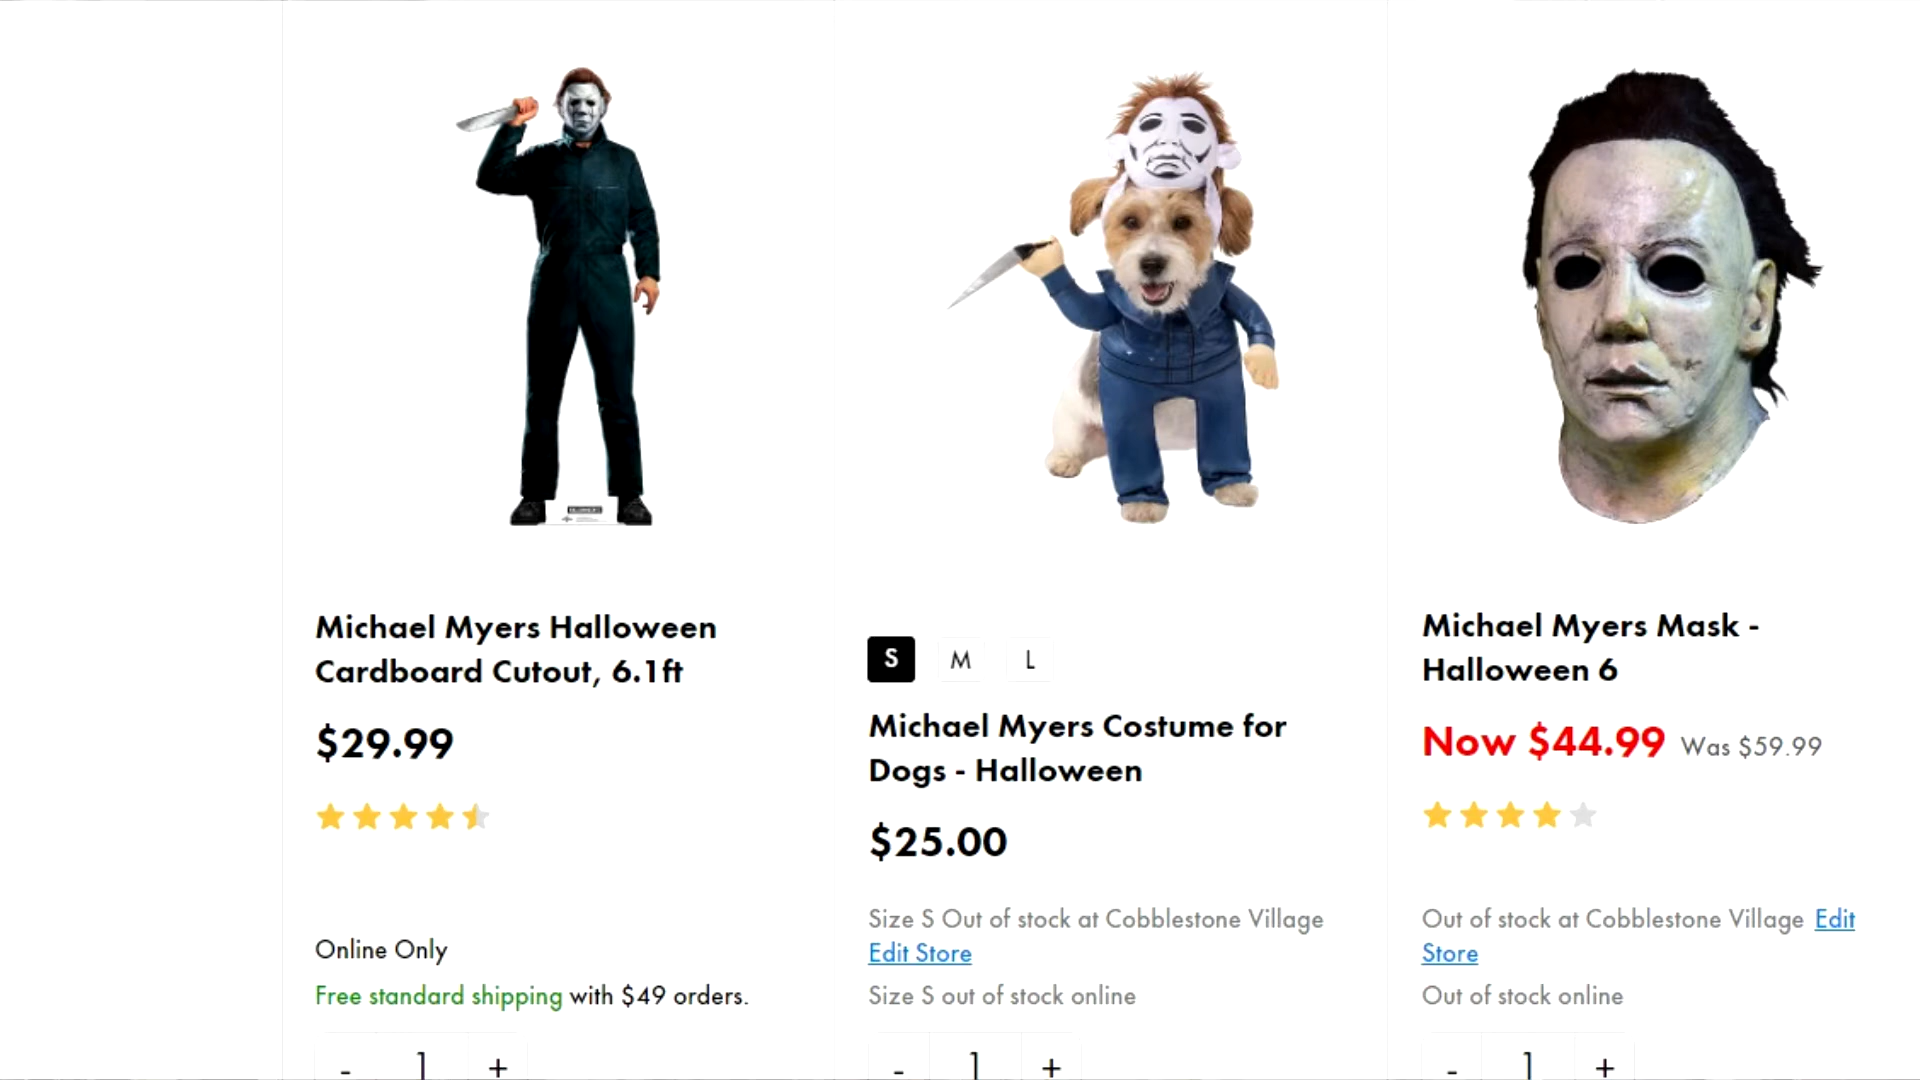 Michael Myers Halloween
Cardboard Cutout, 6.1ft
$29.99
Online Only
Free standard shipping with $49 orders.
- 1 +
S M L
Michael Myers Costume for
Dogs - Halloween
$25.00
Size S Out of stock at Cobblestone Village
Edit Store
Size S out of stock online
- 1 +
Michael Myers Mask -
Halloween 6
Now $44.99 Was $59.99
Out of stock at Cobblestone Village Edit
Store
Out of stock online
- 1 +